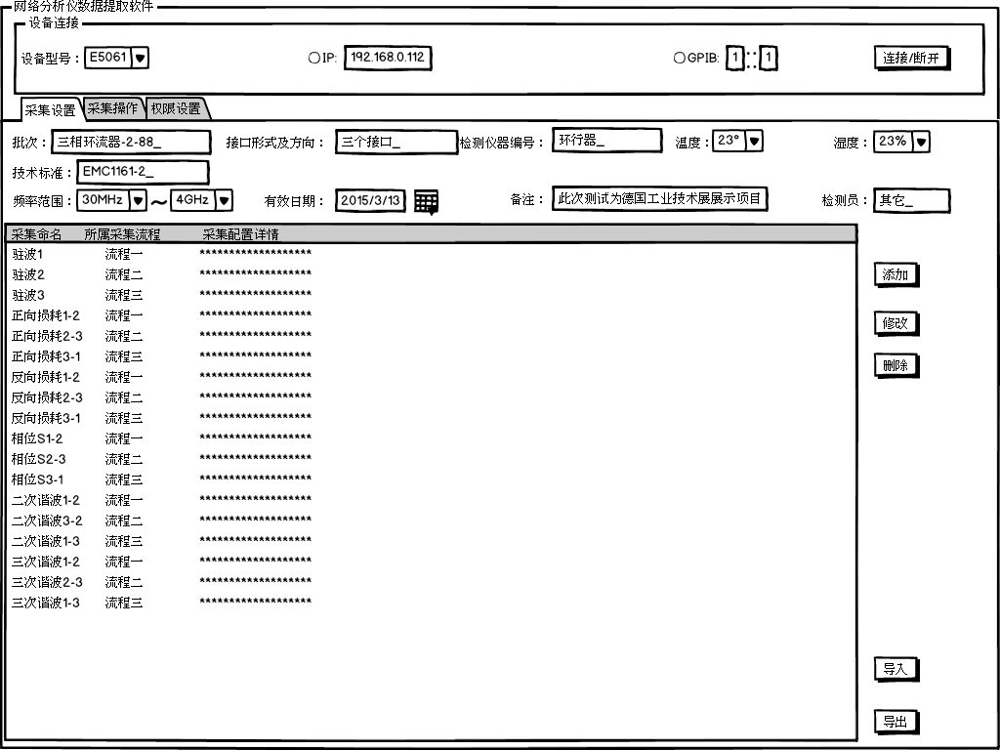 网络分析仪数据提取软件
设备连接
设备型号： E5061 IP: 192.168.0.112 GPIB: 1 :: 1 连接/断开
采集设置 采集操作 权限设置
批次： 三相环流器-2-88_ 接口形式及方向： 三个接口_ 检测仪器编号： 环行器_ 温度： 23° 湿度： 23%
技术标准： EMC1161-2_
频率范围： 30MHz ~ 4GHz 有效日期： 2015/3/13 备注： 此次测试为德国工业技术展展示项目 检测员： 其它_
采集命名 所属采集流程 采集配置详情
驻波1 流程一 *******************
驻波2 流程二 *******************
驻波3 流程三 *******************
正向损耗1-2 流程一 *******************
正向损耗2-3 流程二 *******************
正向损耗3-1 流程三 *******************
反向损耗1-2 流程一 *******************
反向损耗2-3 流程二 *******************
反向损耗3-1 流程三 *******************
相位S1-2 流程一 *******************
相位S2-3 流程二 *******************
相位S3-1 流程三 *******************
二次谐波1-2 流程一 *******************
二次谐波3-2 流程二 *******************
二次谐波1-3 流程三 *******************
三次谐波1-2 流程一 *******************
三次谐波2-3 流程二 *******************
三次谐波1-3 流程三 *******************
添加
修改
删除
导入
导出